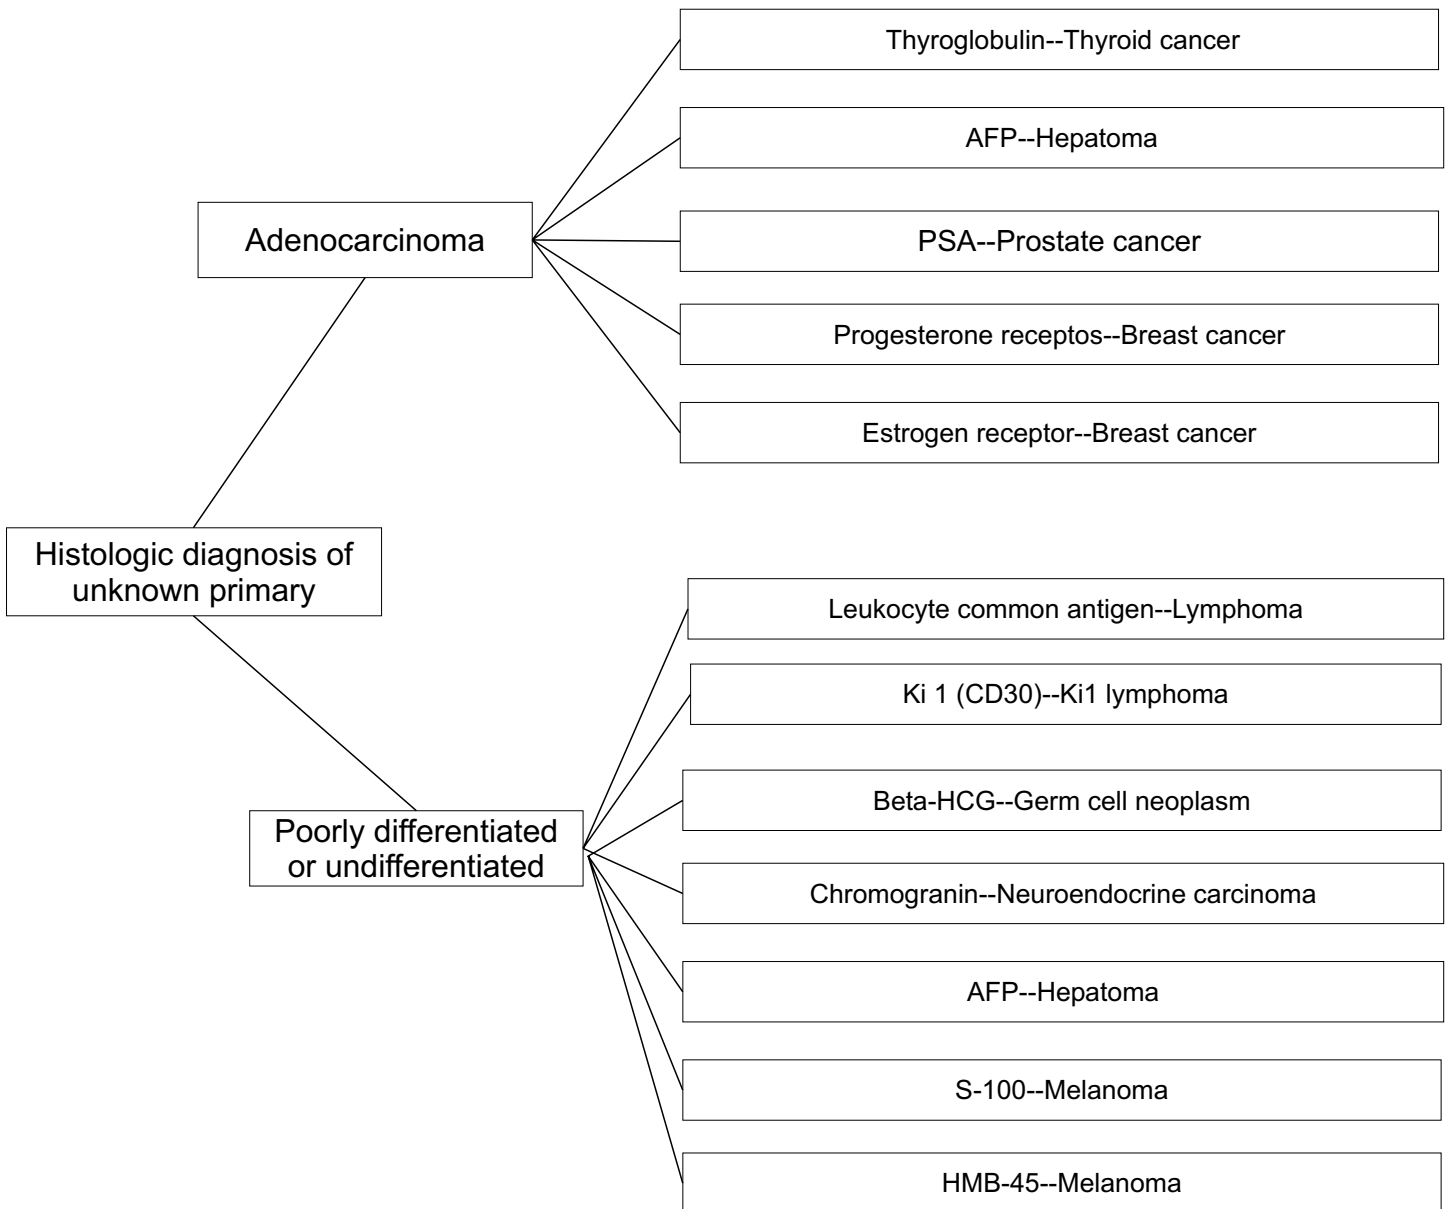 Thyroglobulin--Thyroid cancer
AFP--Hepatoma
Adenocarcinoma
PSA--Prostate cancer
Progesterone receptos--Breast cancer
Estrogen receptor--Breast cancer
Histologic diagnosis of
unknown primary
Leukocyte common antigen--Lymphoma
Ki 1 (CD30)--Ki1 lymphoma
Beta-HCG--Germ cell neoplasm
Poorly differentiated
or undifferentiated
Chromogranin--Neuroendocrine carcinoma
AFP--Hepatoma
S-100--Melanoma
HMB-45--Melanoma